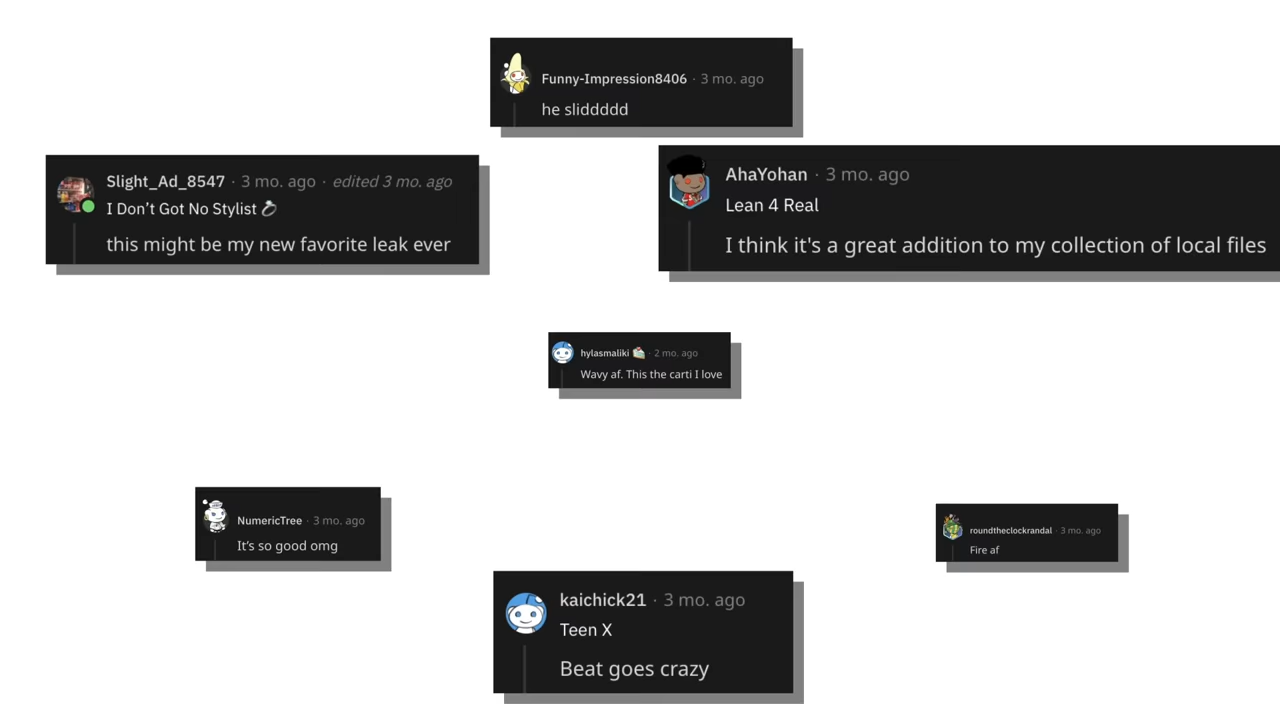 Funny-Impression8406 · 3 mo. ago
he sliddddd
Slight_Ad_8547 · 3 mo. ago · edited 3 mo. ago
I Don't Got No Stylist 💍
this might be my new favorite leak ever
AhaYohan · 3 mo. ago
Lean 4 Real
I think it's a great addition to my collection of local files
hylasmaliki 🍰 · 2 mo. ago
Wavy af. This the carti I love
NumericTree · 3 mo. ago
It's so good omg
roundtheclockrandal · 3 mo. ago
Fire af
kaichick21 · 3 mo. ago
Teen X
Beat goes crazy